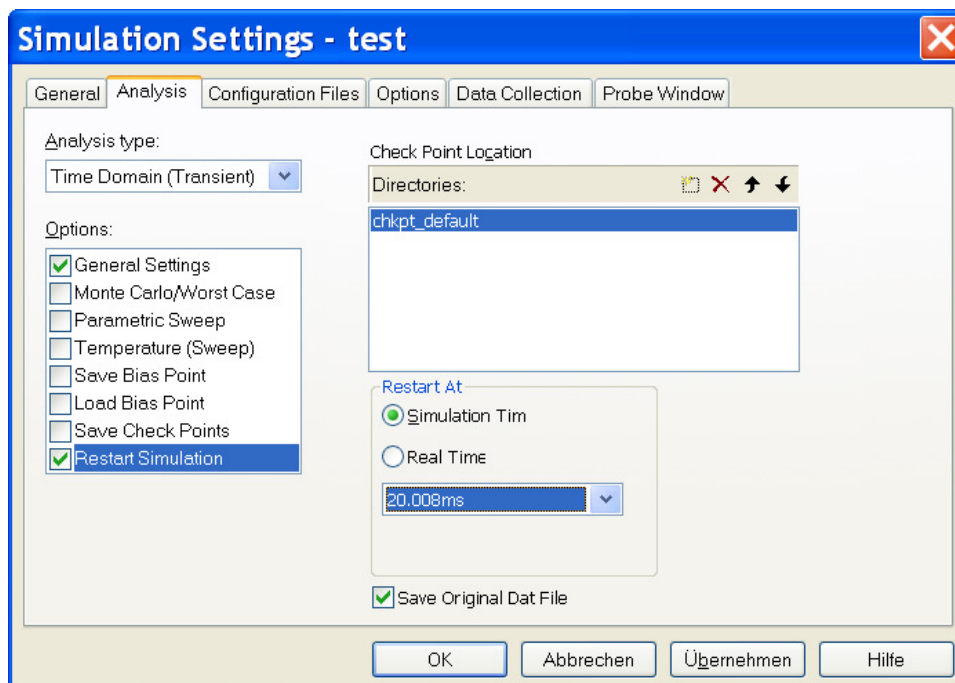 Simulation Settings - test
General Analysis Configuration Files Options Data Collection Probe Window
Analysis type:
Time Domain (Transient)
Options:
General Settings
Monte Carlo/Worst Case
Parametric Sweep
Temperature (Sweep)
Save Bias Point
Load Bias Point
Save Check Points
Restart Simulation
Check Point Location
Directories:
chkpt_default
Restart At
Simulation Tim
Real Time
20.008ms
Save Original Dat File
OK Abbrechen Übernehmen Hilfe